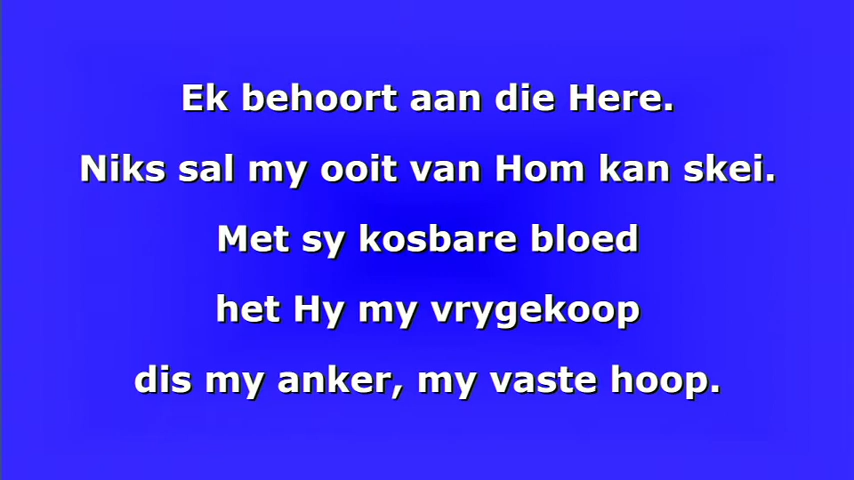 Ek behoort aan die Here.
Niks sal my ooit van Hom kan skei.
Met sy kosbare bloed
het Hy my vrygekoop
dis my anker, my vaste hoop.